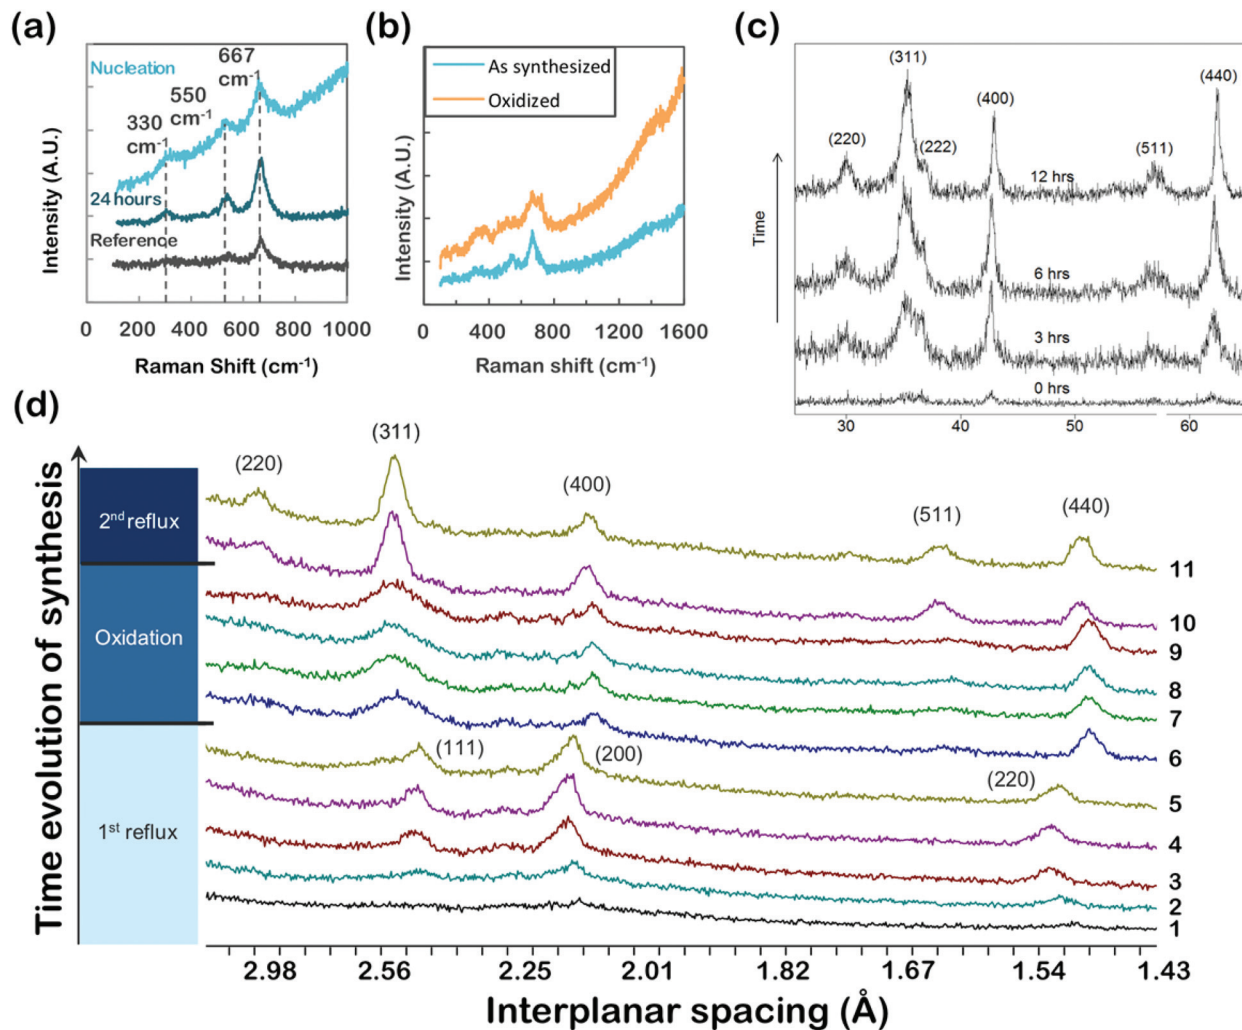 (a)
667
cm-1
Nucleation
550
cm-1
330
cm-1
24 hours
Reference
Intensity (A.U.)
0 200 400 600 800 1000
Raman Shift (cm-1)
(b)
As synthesized
Oxidized
Intensity (A.U.)
0 400 800 1200 1600
Raman shift (cm-1)
(c)
(311)
(440)
(400)
(220)
(222)
(511)
12 hrs
6 hrs
3 hrs
0 hrs
Time
30 40 50 60
(d)
Time evolution of synthesis
2nd reflux
Oxidation
1st reflux
(311)
(220)
(400)
(511)
(440)
11
10
9
8
7
6
(111)
(200)
(220)
5
4
3
2
1
2.98 2.56 2.25 2.01 1.82 1.67 1.54 1.43
Interplanar spacing (Å)